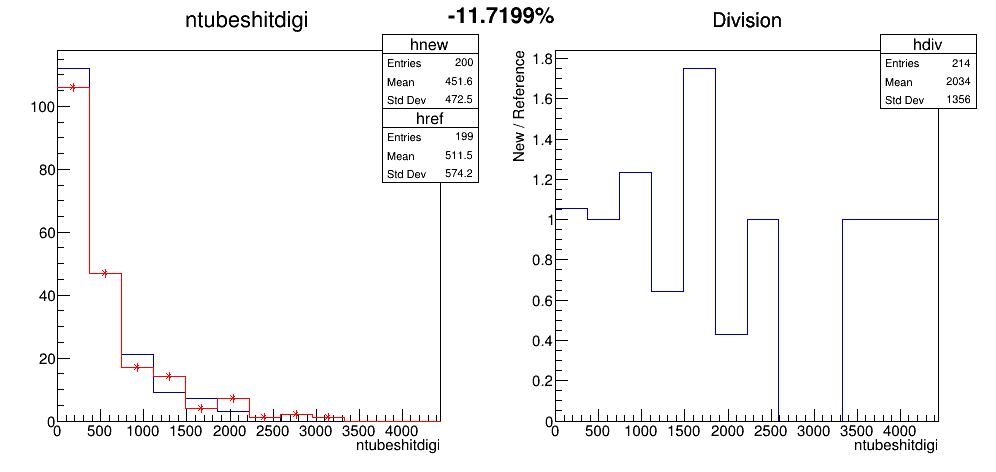 ntubeshitdigi
-11.7199%
Division
hnew
Entries 200
Mean 451.6
Std Dev 472.5
href
Entries 199
Mean 511.5
Std Dev 574.2
100
80
60
40
20
0
0 500 1000 1500 2000 2500 3000 3500 4000
ntubeshitdigi
hdiv
Entries 214
Mean 2034
Std Dev 1356
New / Reference
1.8
1.6
1.4
1.2
1
0.8
0.6
0.4
0.2
0
0 500 1000 1500 2000 2500 3000 3500 4000
ntubeshitdigi